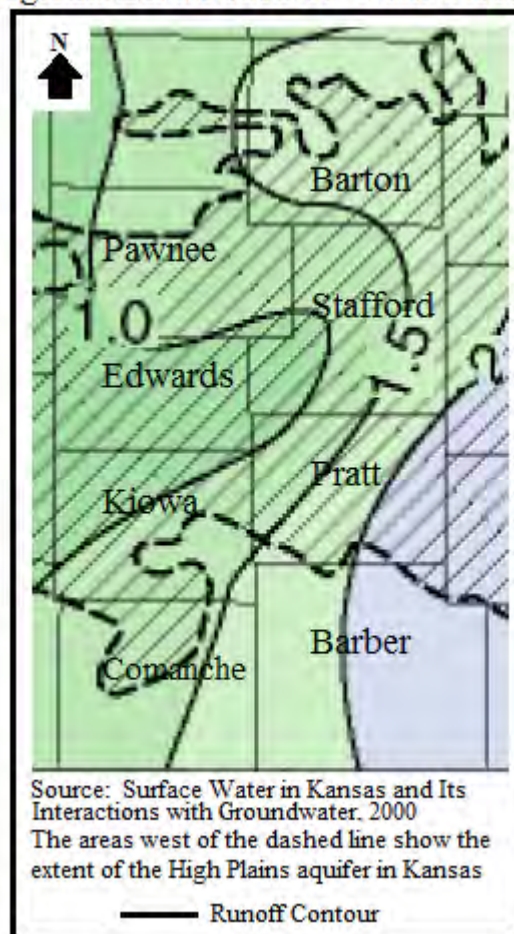 N
Barton
Pawnee
Stafford
1.0
1.5
2
Edwards
Pratt
Kiowa
Barber
Comanche
Source: Surface Water in Kansas and Its
Interactions with Groundwater, 2000
The areas west of the dashed line show the
extent of the High Plains aquifer in Kansas
Runoff Contour